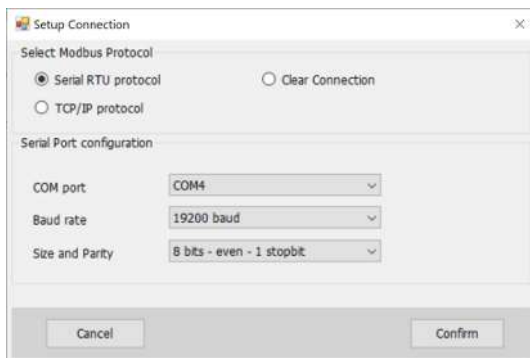 Setup Connection
Select Modbus Protocol
Serial RTU protocol
Clear Connection
TCP/IP protocol
Serial Port configuration
COM port
COM4
Baud rate
19200 baud
Size and Parity
8 bits - even - 1 stopbit
Cancel
Confirm